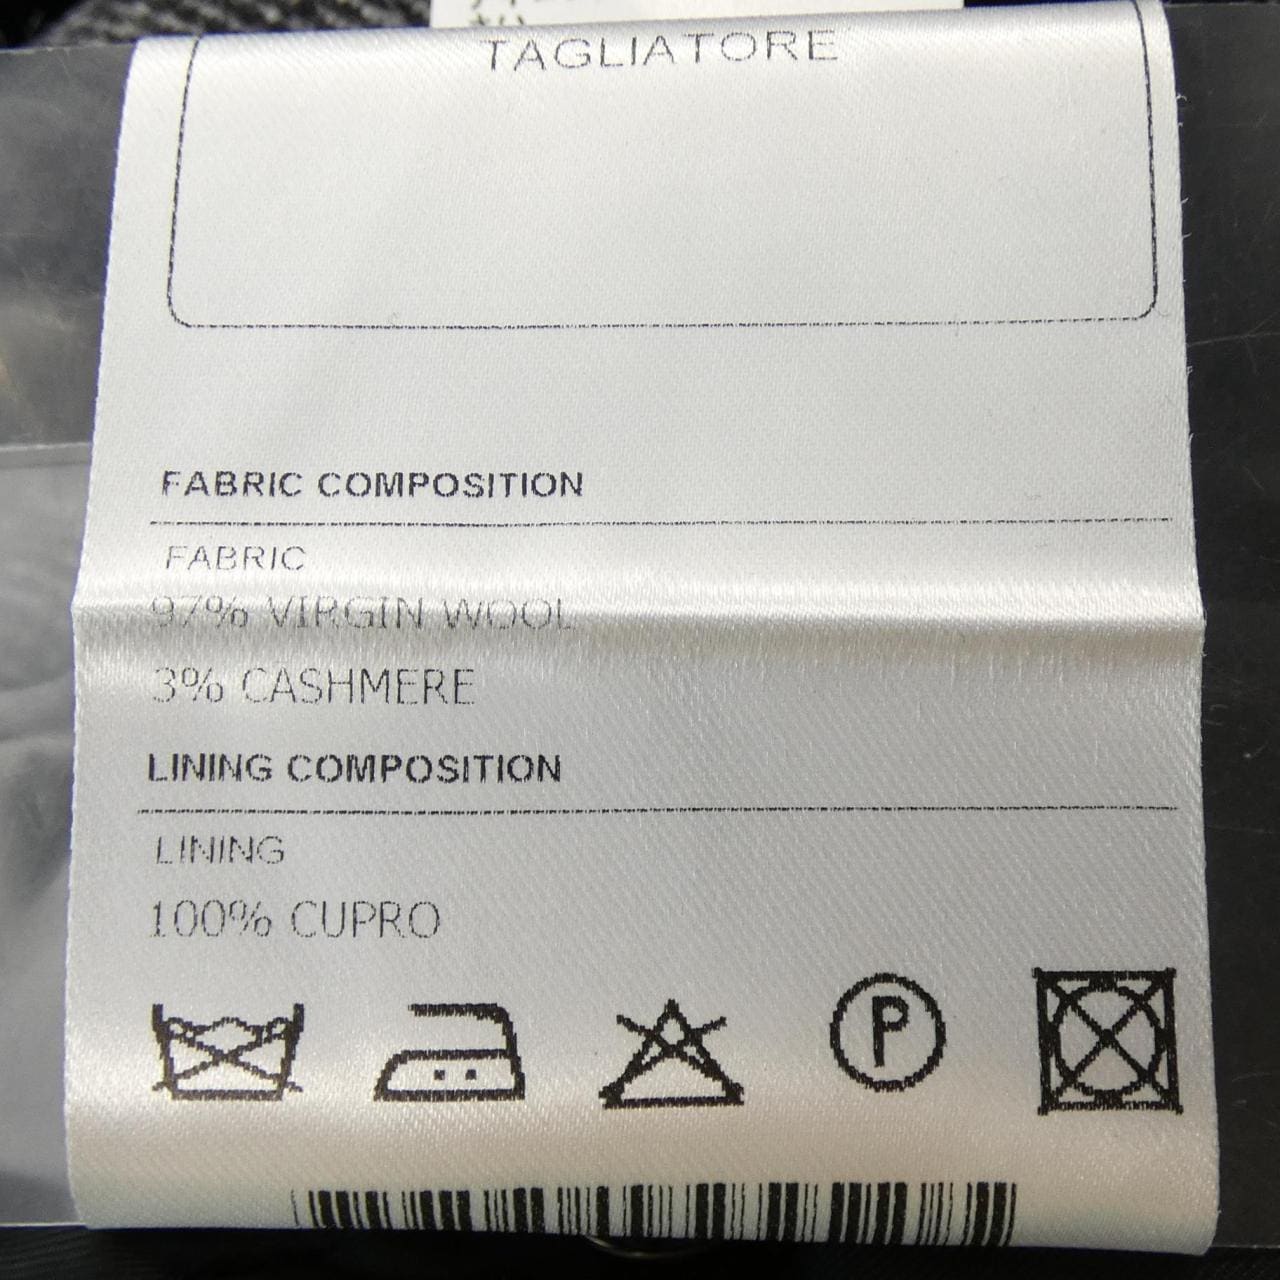 TAGLIATORE
FABRIC COMPOSITION
FABRIC
97% VIRGIN WOOL
3% CASHMERE
LINING COMPOSITION
LINING
100% CUPRO
P